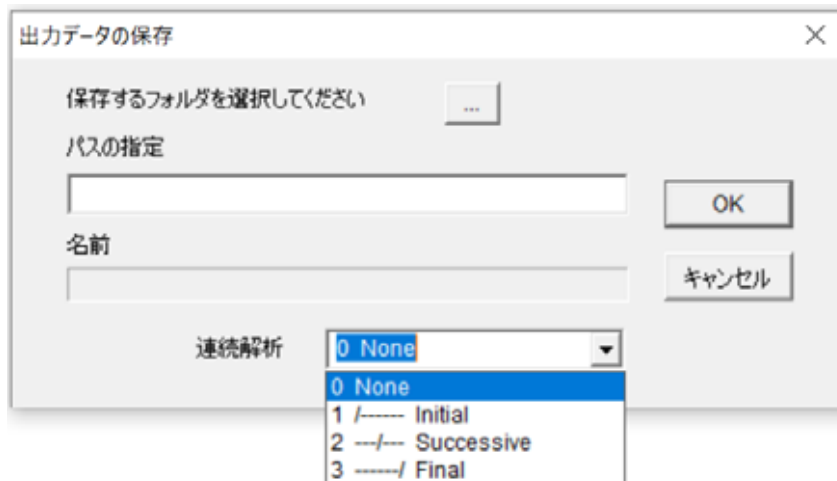 出力データの保存
保存するフォルダを選択してください
...
パスの指定
OK
名前
キャンセル
連続解析
0 None
0 None
1 /------ Initial
2 ---/--- Successive
3 ------/ Final